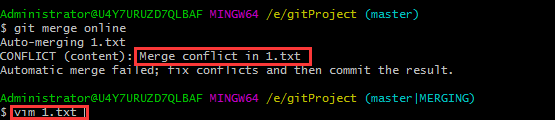 Administrator@U4Y7URUZD7QLBAF MINGW64 /e/gitProject (master)
$ git merge online
Auto-merging 1.txt
CONFLICT (content): Merge conflict in 1.txt
Automatic merge failed; fix conflicts and then commit the result.
Administrator@U4Y7URUZD7QLBAF MINGW64 /e/gitProject (master|MERGING)
$ vim 1.txt